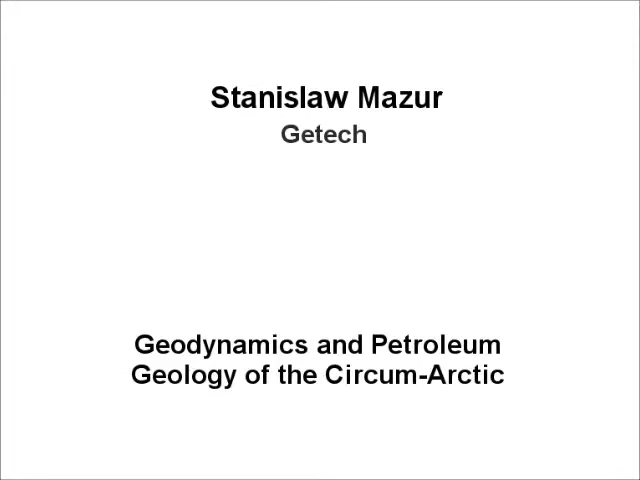 Stanislaw Mazur
Getech
Geodynamics and Petroleum
Geology of the Circum-Arctic